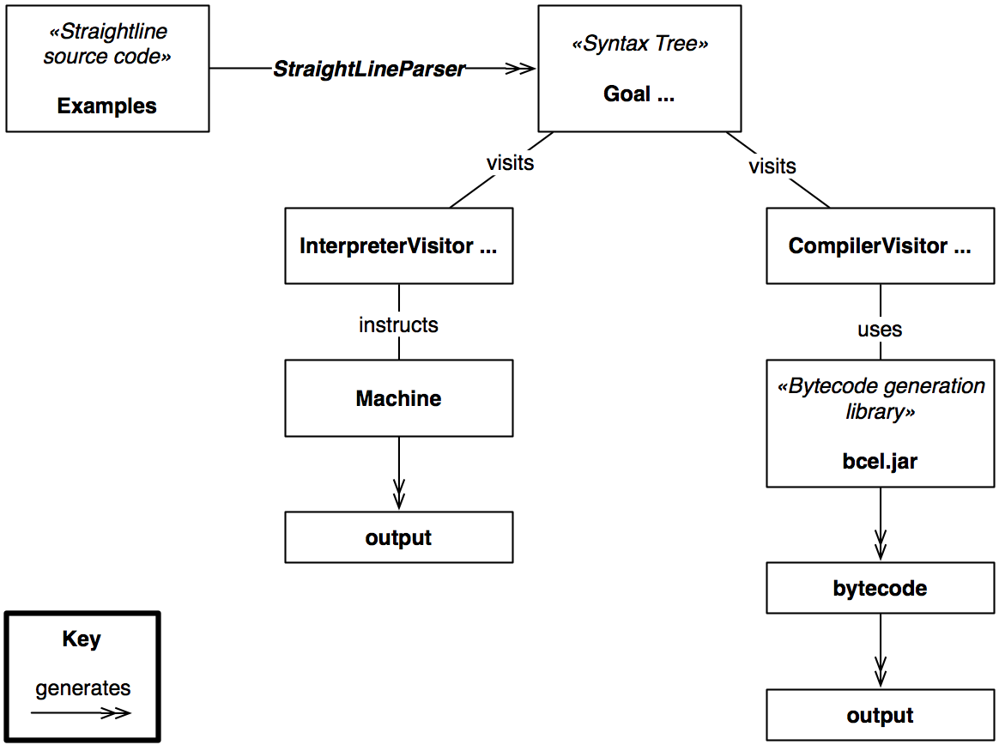 «Straightline
source code»
Examples
StraightLineParser
«Syntax Tree»
Goal ...
visits
visits
InterpreterVisitor ...
CompilerVisitor ...
instructs
uses
Machine
«Bytecode generation
library»
bcel.jar
output
bytecode
output
Key
generates